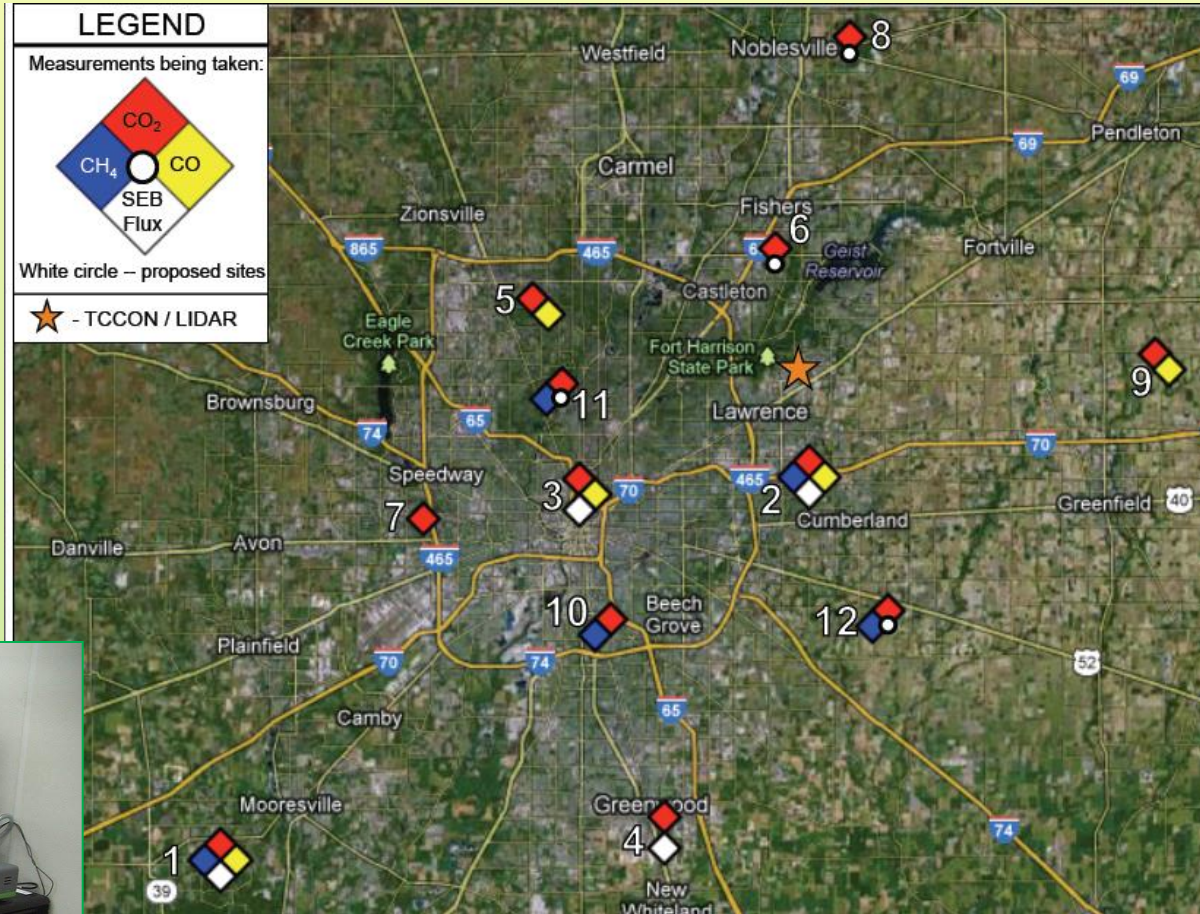 LEGEND
Measurements being taken:
CO₂
CH₄
CO
SEB
Flux
White circle -- proposed sites
- TCCON / LIDAR
Westfield
Noblesville
8
69
69
Pendleton
Carmel
Zionsville
Fishers
6
865
465
Geist
Reservoir
Fortville
Castleton
5
Eagle
Creek Park
Fort Harrison
State Park
9
Brownsburg
11
Lawrence
65
74
70
Speedway
3
70
465
2
Greenfield
40
7
Cumberland
Danville
Avon
465
10
Beech
Grove
12
Plainfield
70
74
52
65
Camby
Mooresville
Greenwood
74
4
1
39
New
Whiteland